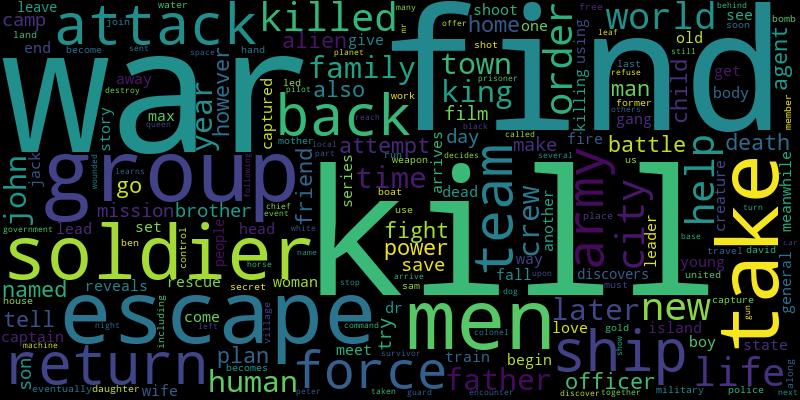 leave
water
join
killed
shoot
many
offer
mr
free
world
behind
see
soon
bomb
camp
attack
alien
home
one
using
land
end
become
sent
space
hand
give
shot
planet
order
leaf
still
old
agent
war
find
family
town
last
refuse
get
away
year
however
captured
led
pilot
prisoner
former
others
child
body
member
destroy
story
max
also
king
man
queen
back
work
reach
film
killing
gang
john
jack
wounded
learns
mother
local
part
attempt
run
black
day
called
decides
make
fire
battle
us
death
group
go
following
friend
series
time
weapon
arrives
dead
several
team
help
creature
meanwhile
mission
brother
boat
use
crew
another
army
place
city
base
turn
take
government
lead
set
people
head
chief
event
white
fight
power
save
way
leader
young
travel
david
car
soldier
ben
control
name
kill
fall
upon
discovers
must
united
general
named
reveals
rescue
woman
horse
stop
sam
arrive
dog
capture
gun
house
secret
dr
escape
men
later
new
tell
night
including
come
left
village
command
try
colonel
love
gold
show
island
boy
state
captain
machine
son
return
plan
force
meet
survivor
train
begin
ship
life
eventually
daughter
wife
becomes
human
peter
taken
guard
father
encounter
officer
discover
together
military
police
next
along